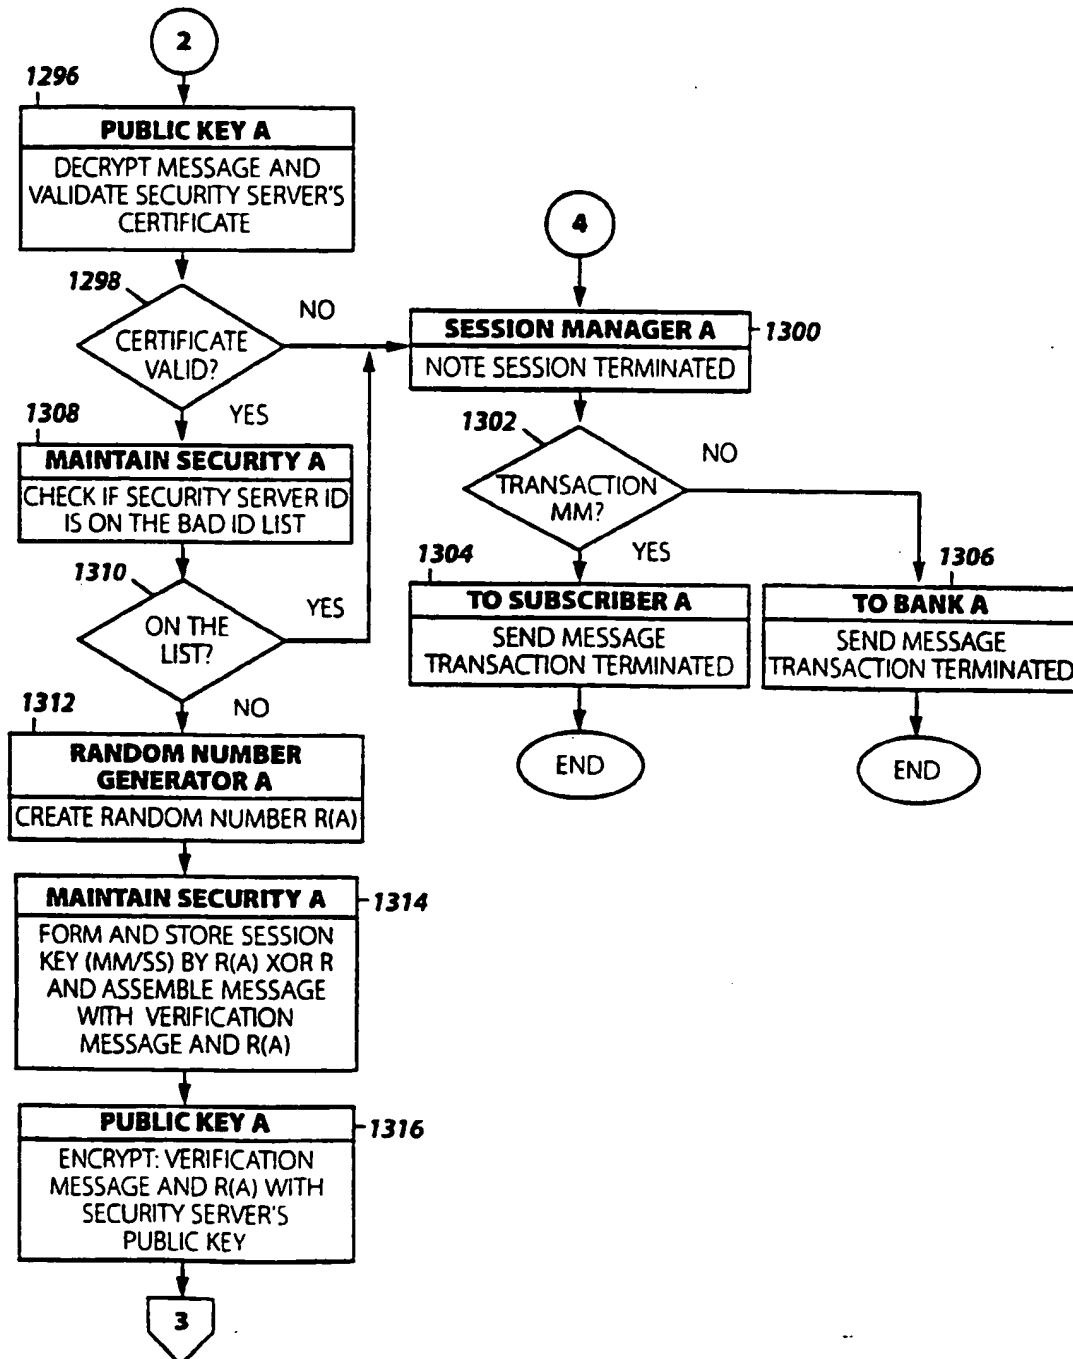 2
1296
PUBLIC KEY A
DECRYPT MESSAGE AND
VALIDATE SECURITY SERVER'S
CERTIFICATE
1298
CERTIFICATE
VALID?
NO
YES
1308
MAINTAIN SECURITY A
CHECK IF SECURITY SERVER ID
IS ON THE BAD ID LIST
1310
ON THE
LIST?
YES
NO
1312
RANDOM NUMBER
GENERATOR A
CREATE RANDOM NUMBER R(A)
MAINTAIN SECURITY A
1314
FORM AND STORE SESSION
KEY (MM/SS) BY R(A) XOR R
AND ASSEMBLE MESSAGE
WITH VERIFICATION
MESSAGE AND R(A)
PUBLIC KEY A
1316
ENCRYPT: VERIFICATION
MESSAGE AND R(A) WITH
SECURITY SERVER'S
PUBLIC KEY
3
4
SESSION MANAGER A
1300
NOTE SESSION TERMINATED
1302
TRANSACTION
MM?
NO
YES
1304
TO SUBSCRIBER A
SEND MESSAGE
TRANSACTION TERMINATED
END
1306
TO BANK A
SEND MESSAGE
TRANSACTION TERMINATED
END